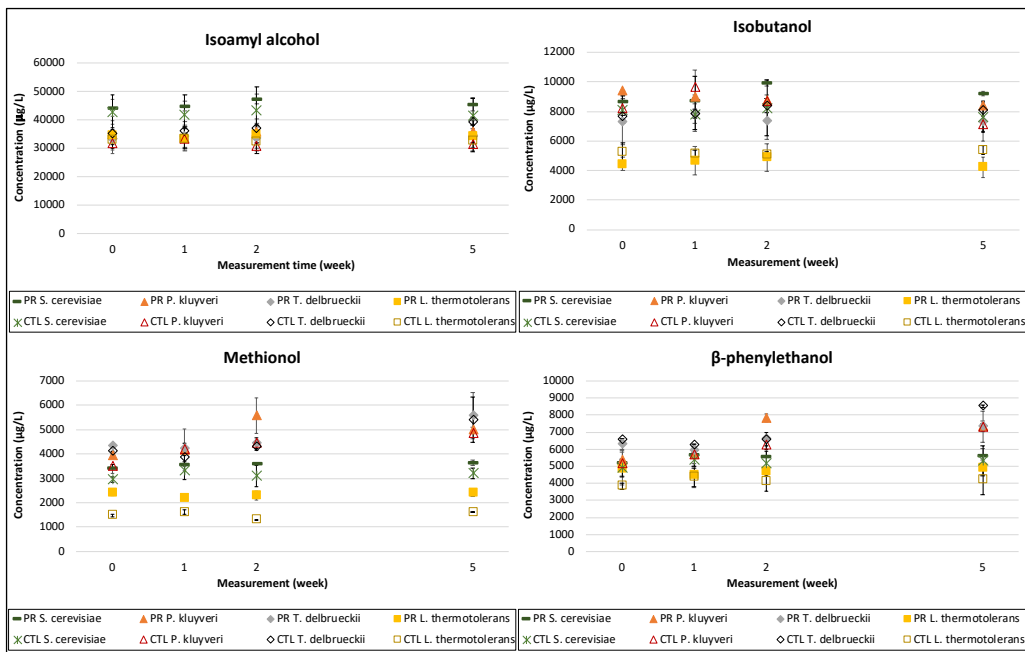 Isoamyl alcohol
60000
50000
40000
30000
20000
10000
0
Concentration (µg/L)
0 1 2 5
Measurement time (week)
PR S. cerevisiae PR P. kluyveri PR T. delbrueckii PR L. thermotolerans
CTL S. cerevisiae CTL P. kluyveri CTL T. delbrueckii CTL L. thermotolerans
Isobutanol
12000
10000
8000
6000
4000
2000
0
Concentration (µg/L)
0 1 2 5
Measurement time (week)
PR S. cerevisiae PR P. kluyveri PR T. delbrueckii PR L. thermotolerans
CTL S. cerevisiae CTL P. kluyveri CTL T. delbrueckii CTL L. thermotolerans
Methionol
7000
6000
5000
4000
3000
2000
1000
0
Concentration (µg/L)
0 1 2 5
Measurement (week)
PR S. cerevisiae PR P. kluyveri PR T. delbrueckii PR L. thermotolerans
CTL S. cerevisiae CTL P. kluyveri CTL T. delbrueckii CTL L. thermotolerans
β-phenylethanol
10000
9000
8000
7000
6000
5000
4000
3000
2000
1000
0
Concentration (µg/L)
0 1 2 5
Measurement (week)
PR S. cerevisiae PR P. kluyveri PR T. delbrueckii PR L. thermotolerans
CTL S. cerevisiae CTL P. kluyveri CTL T. delbrueckii CTL L. thermotolerans